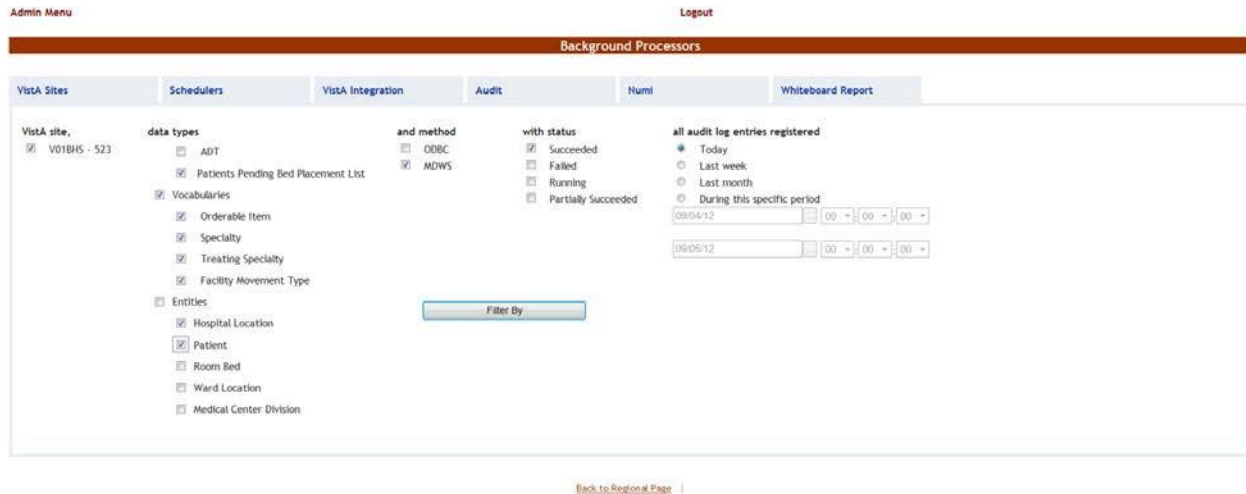 Admin Menu Logout
Background Processors
VistA Sites Schedulers VistA Integration Audit Numi Whiteboard Report
VistA site, data types and method with status all audit log entries registered
V01BHS - 523 ADT ODBC Succeeded Today
Patients Pending Bed Placement List MDWS Failed Last week
Vocabularies Running Last month
Orderable Item Partially Succeeded During this specific period
09/04/12 ... 00 : 00 : 00
Specialty
09/05/12 ... 00 : 00 : 00
Treating Specialty
Facility Movement Type
Entities Filter By
Hospital Location
Patient
Room Bed
Ward Location
Medical Center Division
Back to Regional Page |